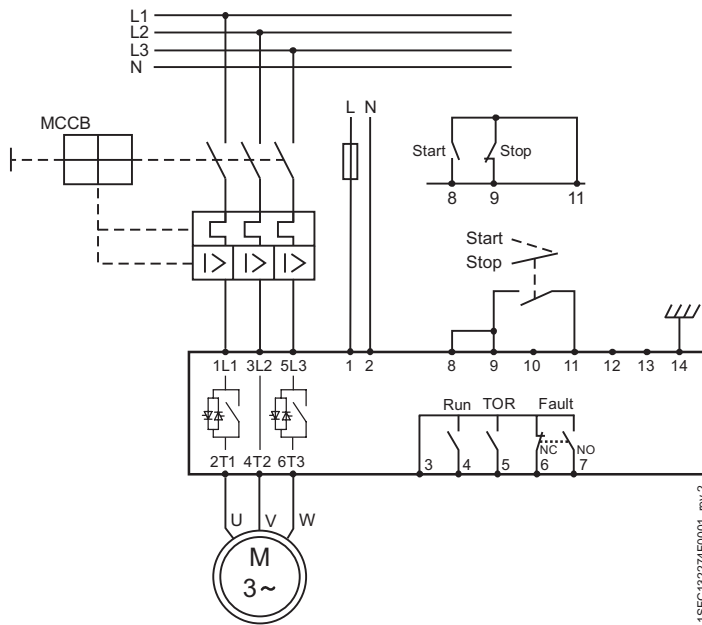 L1
L2
L3
N
MCCB
L N
Start Stop
8 9 11
Start
Stop
1L1 3L2 5L3 1 2 8 9 10 11 12 13 14
Run TOR Fault
NC NO
2T1 4T2 6T3 3 4 5 6 7
U V W
M
3~